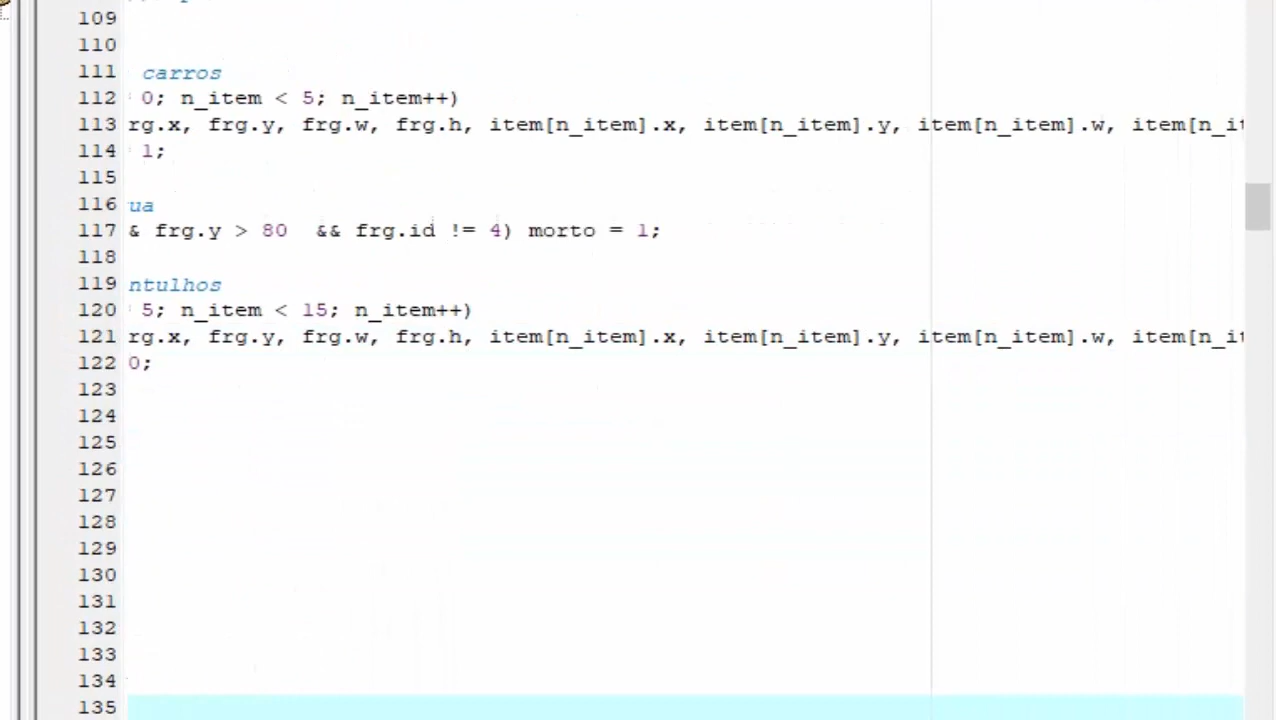 109
110
111 carros
112 0; n_item < 5; n_item++)
113 rg.x, frg.y, frg.w, frg.h, item[n_item].x, item[n_item].y, item[n_item].w, item[n_it
114 1;
115
116 ua
117 & frg.y > 80  && frg.id != 4) morto = 1;
118
119 ntulhos
120 5; n_item < 15; n_item++)
121 rg.x, frg.y, frg.w, frg.h, item[n_item].x, item[n_item].y, item[n_item].w, item[n_it
122 0;
123
124
125
126
127
128
129
130
131
132
133
134
135